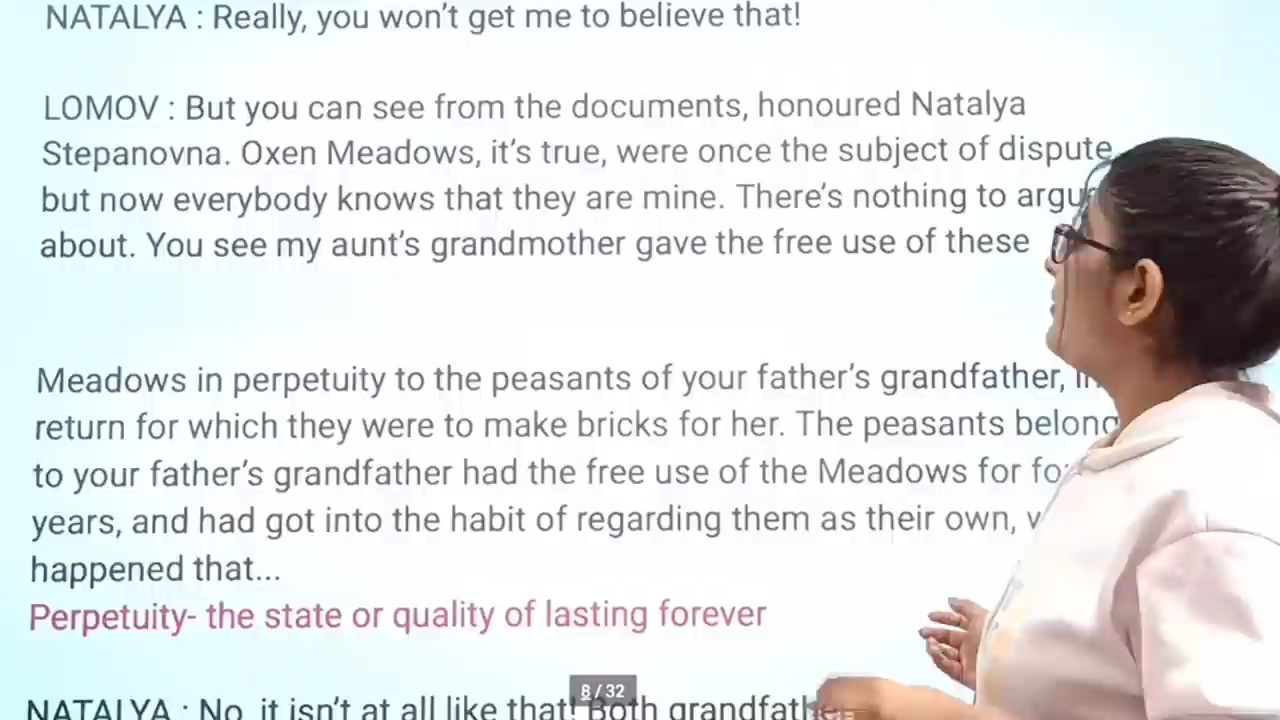 NATALYA : Really, you won't get me to believe that!
LOMOV : But you can see from the documents, honoured Natalya
Stepanovna. Oxen Meadows, it's true, were once the subject of dispute,
but now everybody knows that they are mine. There's nothing to argu
about. You see my aunt's grandmother gave the free use of these
Meadows in perpetuity to the peasants of your father's grandfather, in
return for which they were to make bricks for her. The peasants belong
to your father's grandfather had the free use of the Meadows for
years, and had got into the habit of regarding them as their own,
happened that...
Perpetuity- the state or quality of lasting forever
8 / 32
NATALYA : No, it isn't at all like that! Both